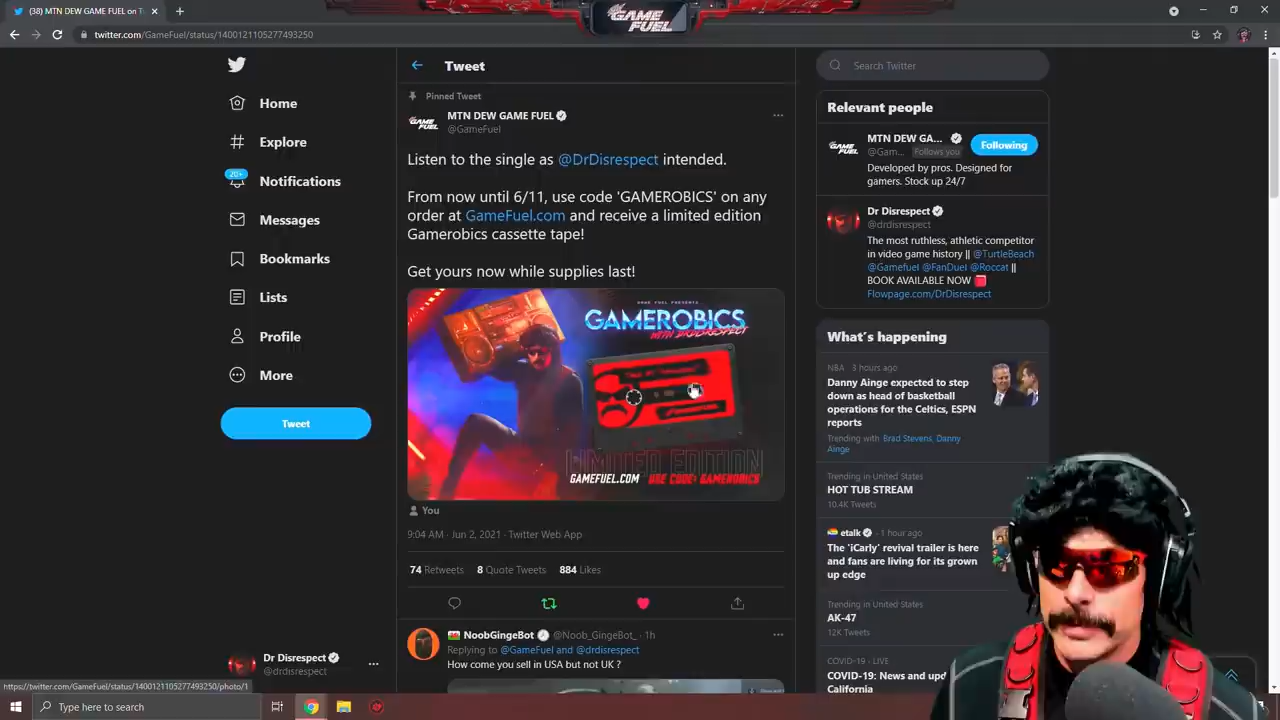 GAME FUEL
(38) MTN DEW GAME FUEL on T
twitter.com/GameFuel/status/1400121105277493250
Home
Explore
20+
Notifications
Messages
Bookmarks
Lists
Profile
More
Tweet
Dr Disrespect
@drdisrespect
Tweet
Pinned Tweet
MTN DEW GAME FUEL
@GameFuel
Listen to the single as @DrDisrespect intended.
From now until 6/11, use code 'GAMEROBICS' on any
order at GameFuel.com and receive a limited edition
Gamerobics cassette tape!
Get yours now while supplies last!
GAME FUEL PRESENTS
GAMEROBICS
WITH DRDISRESPECT
LIMITED EDITION
GAMEFUEL.COM USE CODE: GAMEROBICS
You
9:04 AM · Jun 2, 2021 · Twitter Web App
74 Retweets 8 Quote Tweets 884 Likes
NoobGingeBot @Noob_GingeBot_ · 1h
Replying to @GameFuel and @drdisrespect
How come you sell in USA but not UK ?
Search Twitter
Relevant people
MTN DEW GA...
@Gam... Follows you
Following
Developed by pros. Designed for
gamers. Stock up 24/7
Dr Disrespect
@drdisrespect
The most ruthless, athletic competitor
in video game history || @TurtleBeach
@Gamefuel @FanDuel @Roccat ||
BOOK AVAILABLE NOW
Flowpage.com/DrDisrespect
What's happening
NBA · 3 hours ago
Danny Ainge expected to step
down as head of basketball
operations for the Celtics, ESPN
reports
Trending with Brad Stevens, Danny
Ainge
Trending in United States
HOT TUB STREAM
10.4K Tweets
etalk · 1 hour ago
The 'iCarly' revival trailer is here
and fans are living for its grown
up edge
Trending in United States
AK-47
12K Tweets
COVID-19 · LIVE
COVID-19: News and upd
California
https://twitter.com/GameFuel/status/1400121105277493250/photo/1
Type here to search